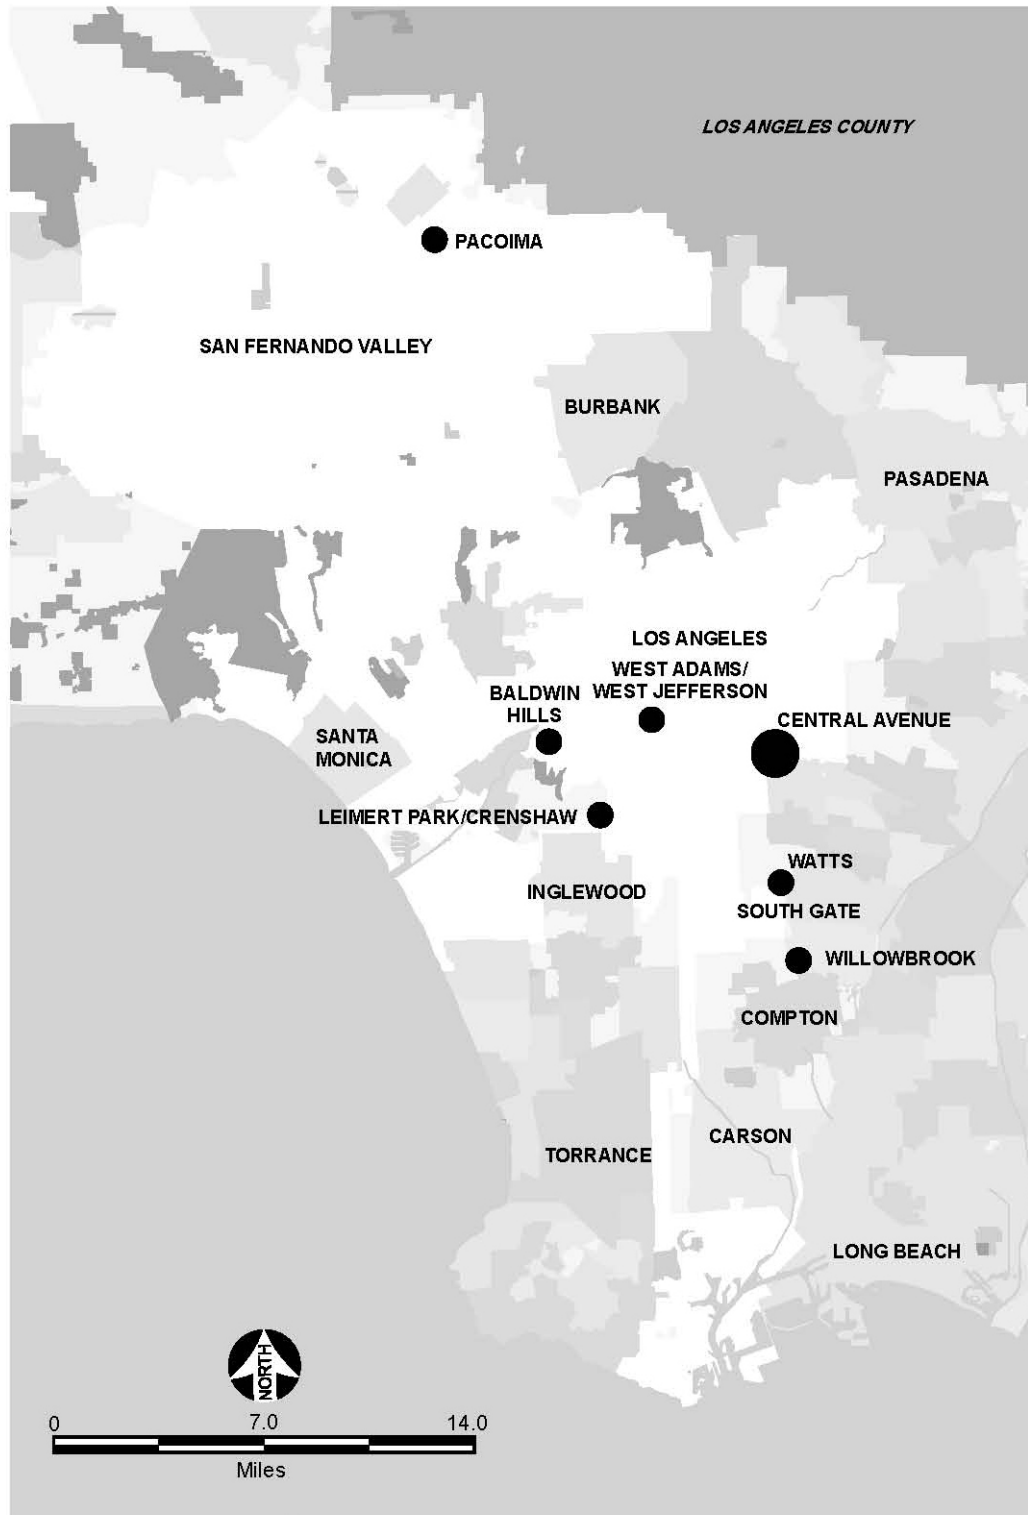 LOS ANGELES COUNTY
PACOIMA
SAN FERNANDO VALLEY
BURBANK
PASADENA
LOS ANGELES
WEST ADAMS/
WEST JEFFERSON
BALDWIN
HILLS
CENTRAL AVENUE
SANTA
MONICA
LEIMERT PARK/CRENSHAW
WATTS
INGLEWOOD
SOUTH GATE
WILLOWBROOK
COMPTON
CARSON
TORRANCE
LONG BEACH
NORTH
0 7.0 14.0
Miles